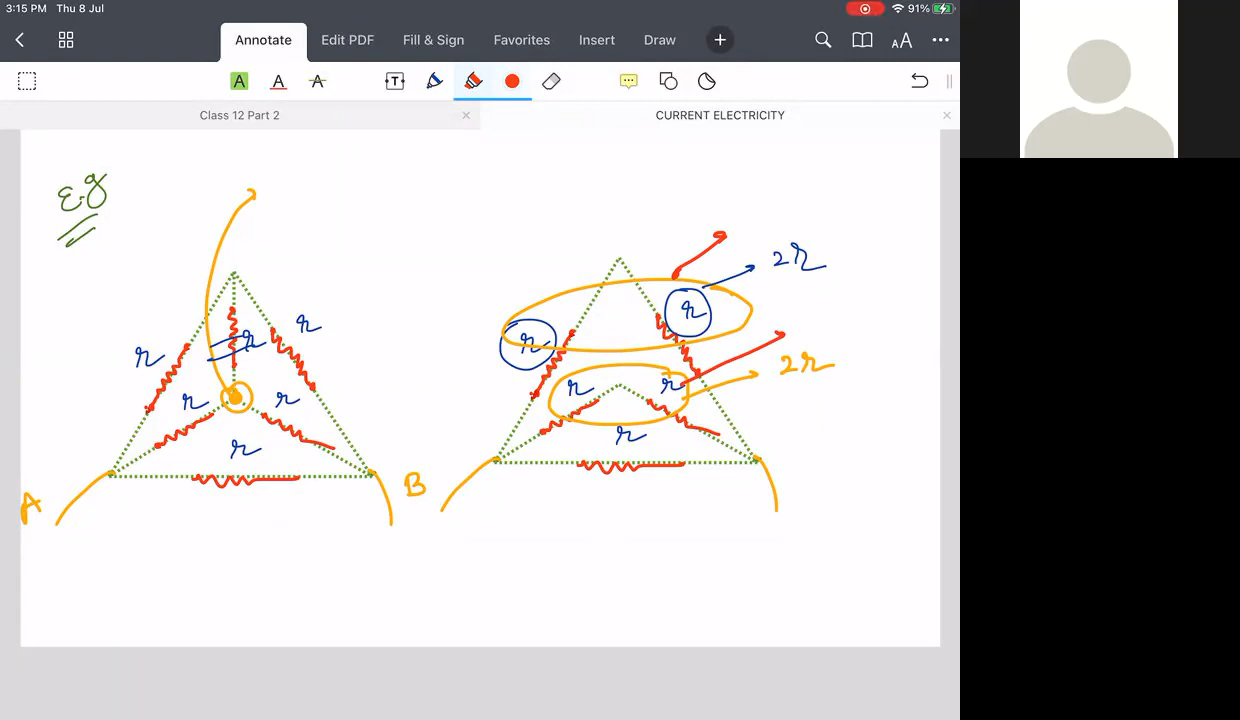 3:15 PM Thu 8 Jul
91%
Annotate
Edit PDF
Fill & Sign
Favorites
Insert
Draw
AA
A
A
A
T
Class 12 Part 2
CURRENT ELECTRICITY
E.g
r
r
r
r
r
r
A
B
2r
r
r
r
r
2r
r